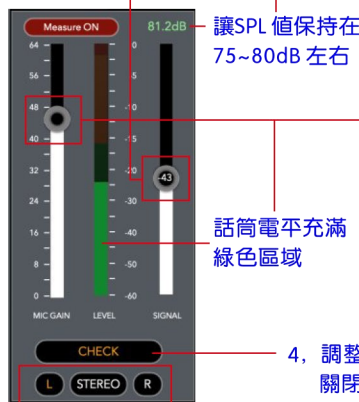 Measure ON
81.2dB
讓SPL 值保持在
75~80dB 左右
64
56
48
40
32
24
16
8
0
0
-5
-10
-15
-20
-30
-40
-50
-60
-43
MIC GAIN
LEVEL
SIGNAL
話筒電平充滿
綠色區域
CHECK
4, 調整
關閉
L
STEREO
R